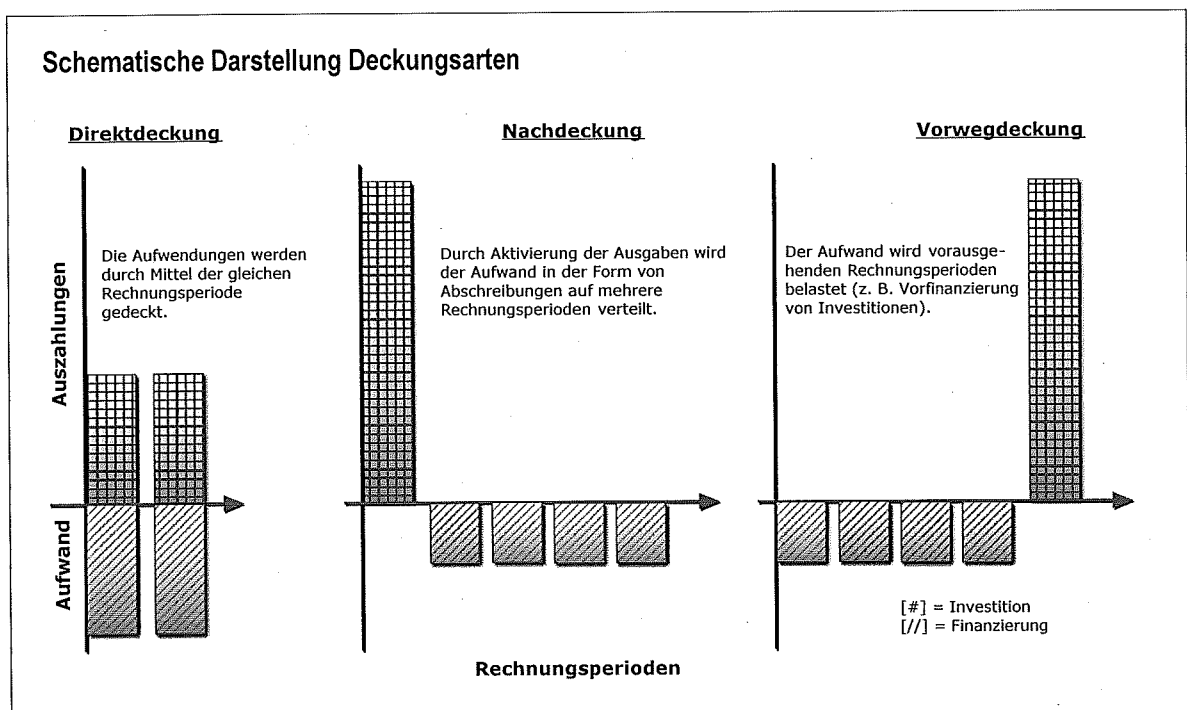 Schematische Darstellung Deckungsarten
Direktdeckung
Die Aufwendungen werden
durch Mittel der gleichen
Rechnungsperiode
gedeckt.
Nachdeckung
Durch Aktivierung der Ausgaben wird
der Aufwand in der Form von
Abschreibungen auf mehrere
Rechnungsperioden verteilt.
Vorwegdeckung
Der Aufwand wird vorausge-
henden Rechnungsperioden
belastet (z. B. Vorfinanzierung
von Investitionen).
Auszahlungen
Aufwand
[#] = Investition
[//] = Finanzierung
Rechnungsperioden